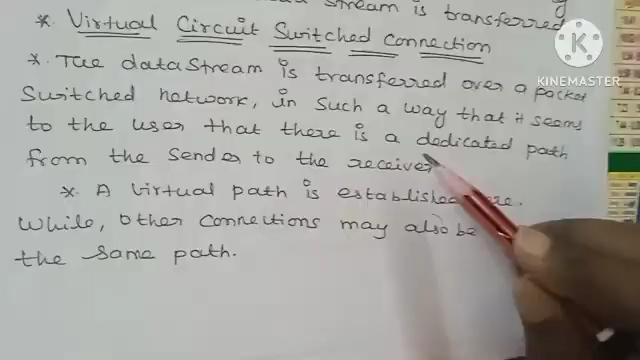 stream is transferred
* Virtual Circuit Switched Connection
* The data Stream is transferred over a packet
Switched network, in such a way that it seems
to the user that there is a dedicated path
from the sender to the receiver
* A virtual path is established
While, other connections may also be
the same path.
KINEMASTER